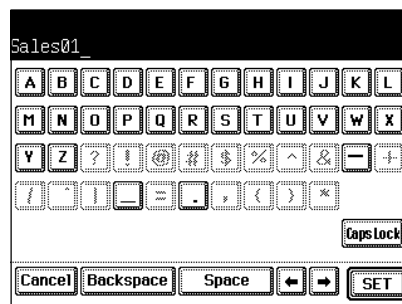 Sales01_
A B C D E F G H I J K L
M N O P Q R S T U V W X
Y Z ? ! @ # $ % ^ & - +
_ = . , { } *
Caps Lock
Cancel Backspace Space ← → SET